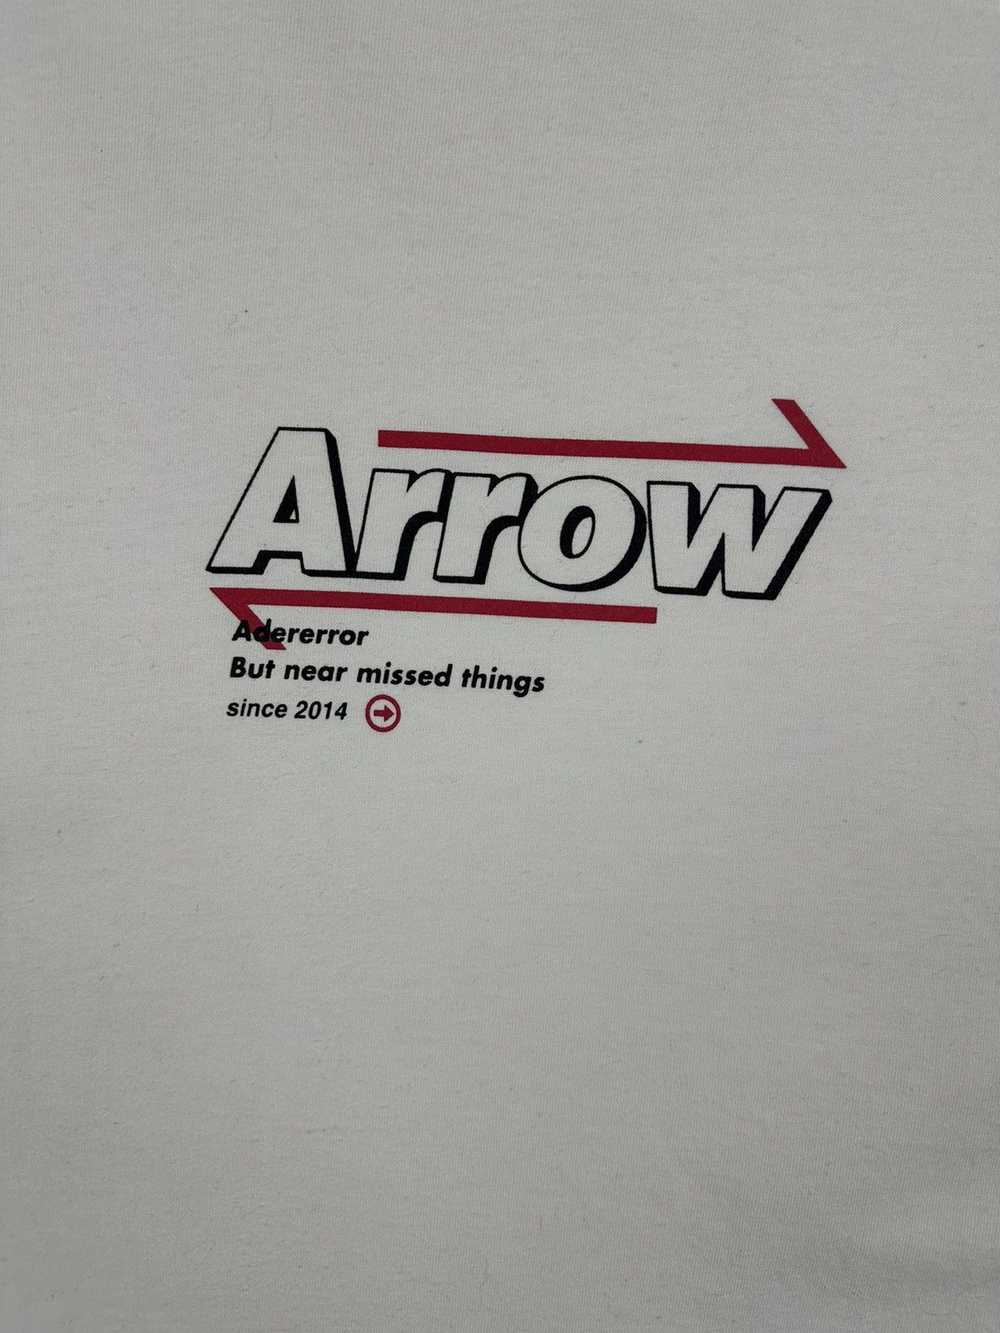 Arrow
Adererror
But near missed things
since 2014